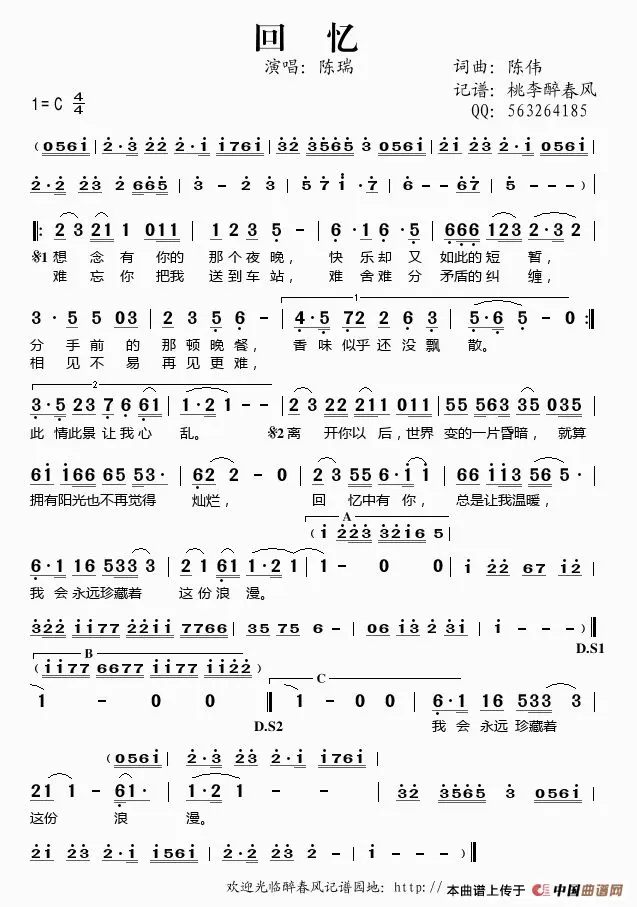 回 忆
演唱：陈瑞 词曲：陈伟
记谱：桃李醉春风
1=C 4/4 QQ：563264185
(0561|2·3 22 2·1 1761|32 3565 3 0561|21 23 2·1 0561|
2·2 23 2 665|3 - 2 3|5 7 1 ·7|6 - - 67|5 - - -)|
‖: 2 3 21 1 011|1 2 3 5 -|6 ·1 6 ·5|666 123 2·3 2|
𝄋1 想 念 有 你的 那个夜 晚， 快 乐却 又 如此的短 暂，
难 忘 你 把我 送到车 站， 难 舍难 分 矛盾的纠 缠，
1
3 · 5 5 03|2 3 5 6 -|4·5 72 2 6 3|5·6 5 - 0:‖
分 手 前 的 那 顿 晚 餐， 香 味 似乎 还 没 飘 散。
相 见 不 易 再 见 更 难，
2
3·5 23 7 6 61|1·2 1 - -|2 3 22 211 011|55 563 35 035|
此 情此景 让 我 心 乱。 𝄋2 离 开你 以 后，世界 变的一片昏暗，就算
61 166 65 53·|62 2 - 0|2 3 55 6·1 1|66 113 56 5·|
拥有阳光也不再觉得 灿烂， 回 忆中有 你， 总是让我温暖，
A
(1 223 3216 5
6·1 16 533 3|2 21 61 1·2 1|1 - 0 0|1 22 67 12|
我 会 永远珍藏着 这 份 浪 漫。
322 1177 2211 7766|35 75 6 -|06 13 2 31|1 - - -)‖
D.S1
B
(1177 6677 1177 1122)
C
1 - 0 0‖1 - 0 0|6·1 16 533 3|
D.S2 我 会 永远 珍藏着
(0561|2·3 22 2·1 1761|
21 1 - 61·|1·2 1 - -|32 3565 3 0561|
这份 浪 漫。
21 23 2·1 1561|2·2 23 2 - )‖
欢迎光临醉春风记谱园地：http://
本曲谱上传于 中国曲谱网